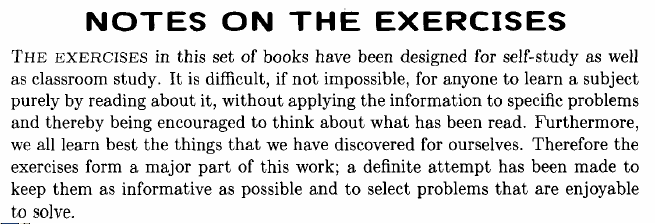 NOTES ON THE EXERCISES
THE EXERCISES in this set of books have been designed for self-study as well
as classroom study. It is difficult, if not impossible, for anyone to learn a subject
purely by reading about it, without applying the information to specific problems
and thereby being encouraged to think about what has been read. Furthermore,
we all learn best the things that we have discovered for ourselves. Therefore the
exercises form a major part of this work; a definite attempt has been made to
keep them as informative as possible and to select problems that are enjoyable
to solve.